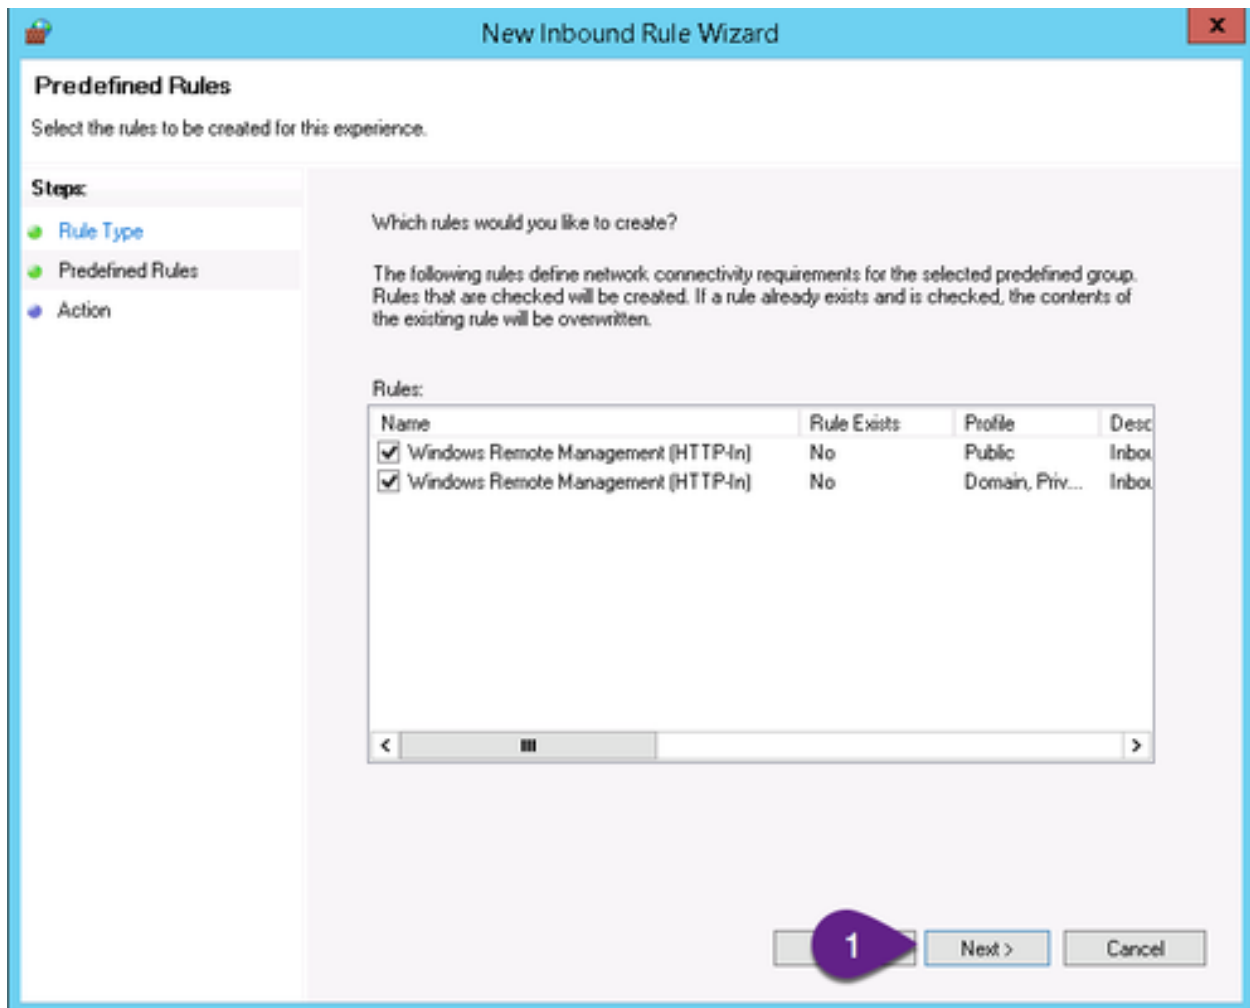 New Inbound Rule Wizard
x
Predefined Rules
Select the rules to be created for this experience.
Steps:
Rule Type
Predefined Rules
Action
Which rules would you like to create?
The following rules define network connectivity requirements for the selected predefined group.
Rules that are checked will be created. If a rule already exists and is checked, the contents of
the existing rule will be overwritten.
Rules:
Name Rule Exists Profile Desc
Windows Remote Management (HTTP-In) No Public Inbou
Windows Remote Management (HTTP-In) No Domain, Priv... Inbou
1 Next > Cancel